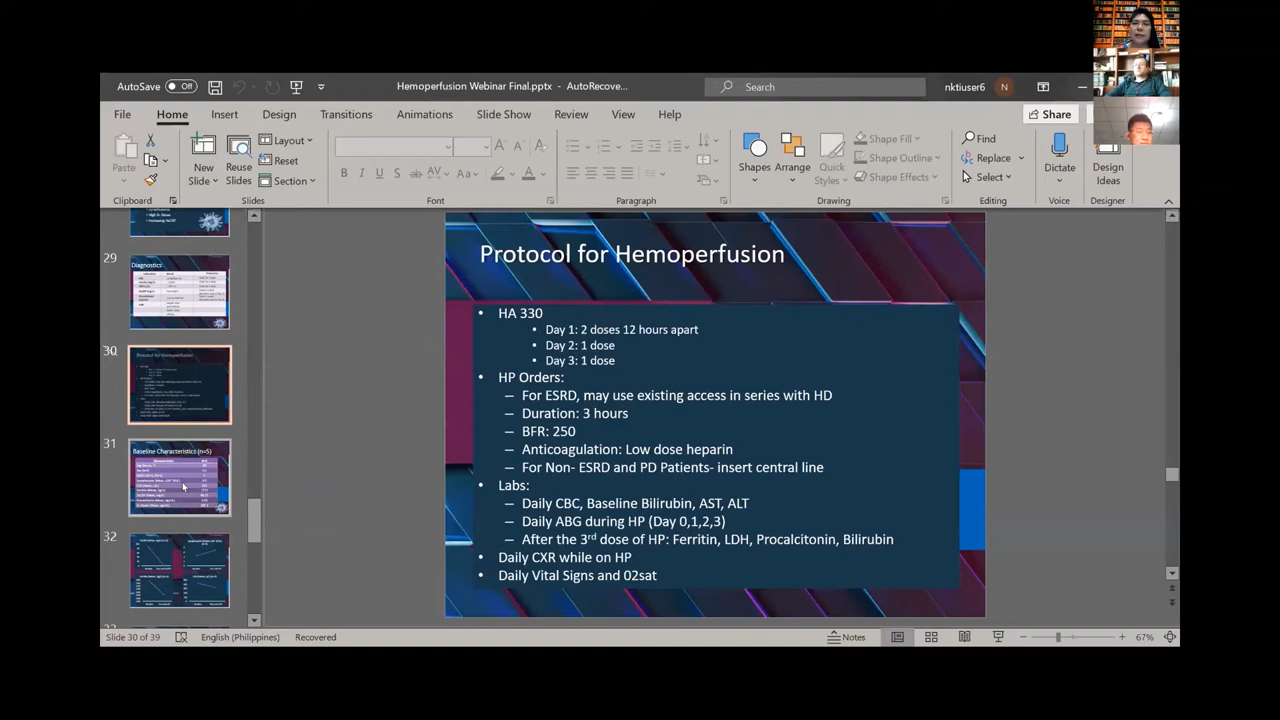 AutoSave Off Hemoperfusion Webinar Final.pptx - AutoRecove... Search nktiuser6 N
File Home Insert Design Transitions Animations Slide Show Review View Help Share
Paste New Slide Reuse Slides Layout Reset Section Shapes Arrange Quick Styles Shape Fill Shape Outline Shape Effects Find Replace Select Dictate Design Ideas
Clipboard Slides Font Paragraph Drawing Editing Voice Designer
29
Diagnostics
30
Protocol for Hemoperfusion
31
Baseline Characteristics (n=5)
32
Protocol for Hemoperfusion
• HA 330
• Day 1: 2 doses 12 hours apart
• Day 2: 1 dose
• Day 3: 1 dose
• HP Orders:
– For ESRD, may use existing access in series with HD
– Duration: 3 hours
– BFR: 250
– Anticoagulation: Low dose heparin
– For Non ESRD and PD Patients- insert central line
• Labs:
– Daily CBC, Baseline Bilirubin, AST, ALT
– Daily ABG during HP (Day 0,1,2,3)
– After the 3rd dose of HP: Ferritin, LDH, Procalcitonin, Bilirubin
• Daily CXR while on HP
• Daily Vital Signs and 02sat
Slide 30 of 39 English (Philippines) Recovered Notes 67%